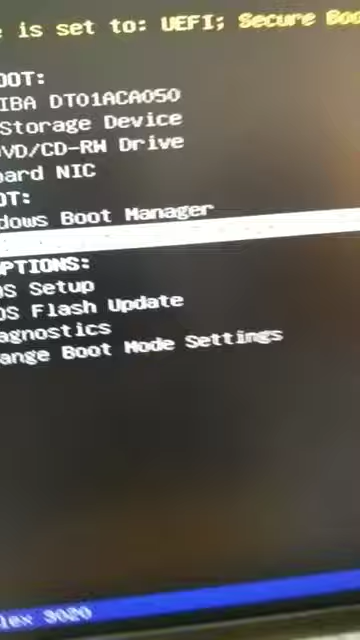 e is set to: UEFI; Secure Boo
OOT:
IBA DT01ACA050
Storage Device
VD/CD-RW Drive
oard NIC
OT:
dows Boot Manager
PTIONS:
OS Setup
OS Flash Update
agnostics
ange Boot Mode Settings
lex 3020